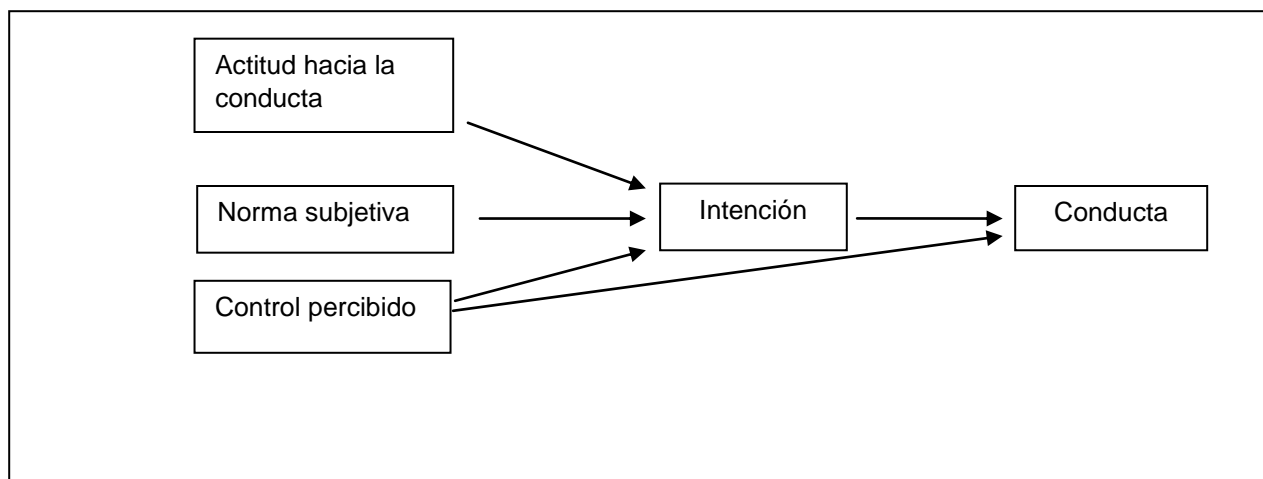 Actitud hacia la
conducta
Norma subjetiva
Control percibido
Intención
Conducta